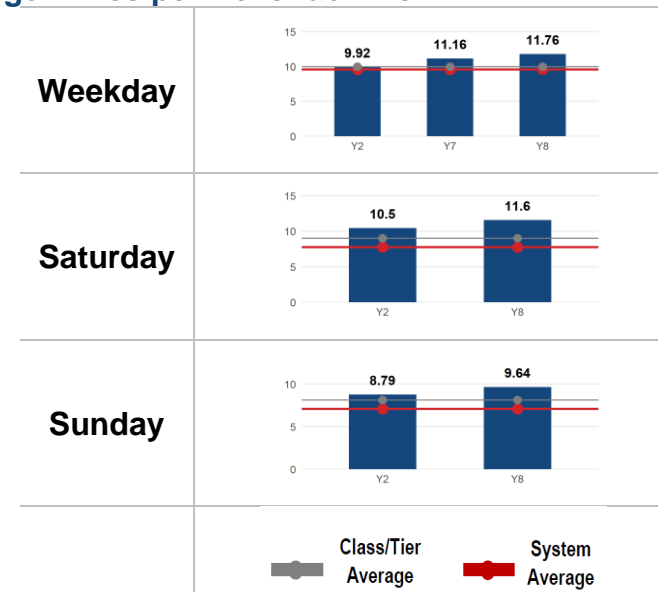 Weekday
15
10
5
0
9.92
11.16
11.76
Y2
Y7
Y8
Saturday
15
10
5
0
10.5
11.6
Y2
Y8
Sunday
10
5
0
8.79
9.64
Y2
Y8
Class/Tier
Average
System
Average